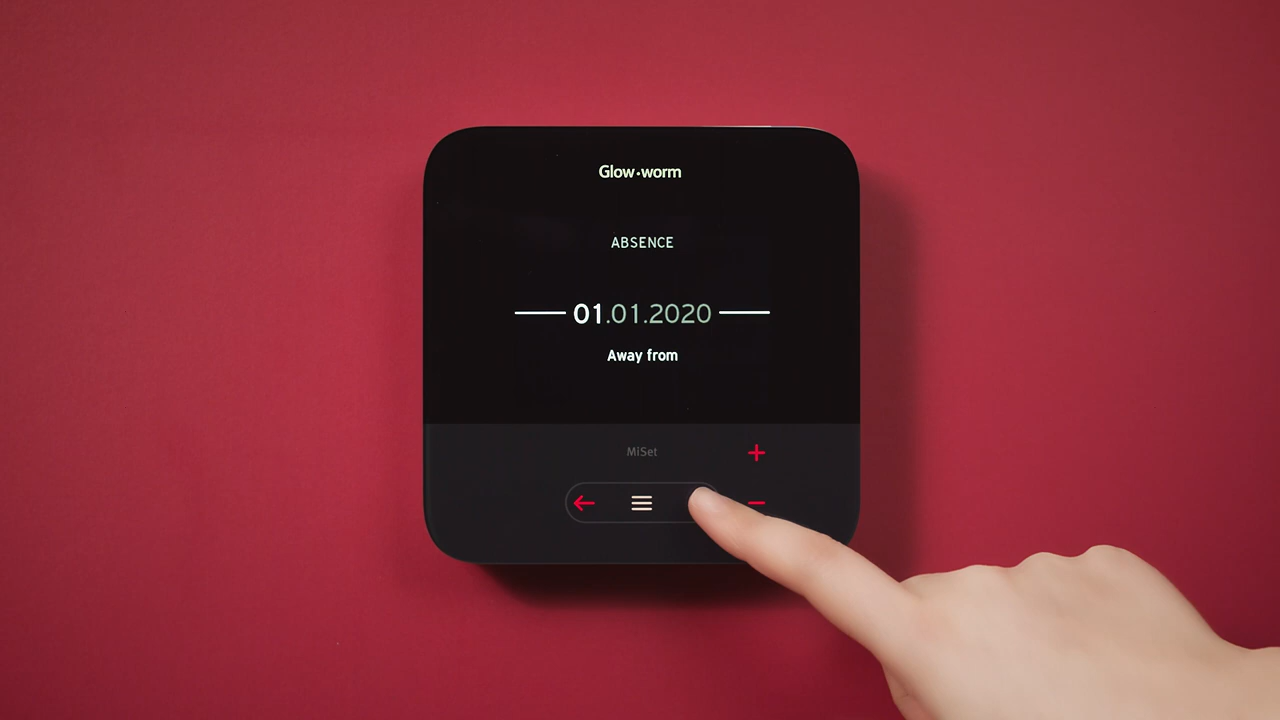 Glow·worm
ABSENCE
01.01.2020
Away from
MiSet
+
−